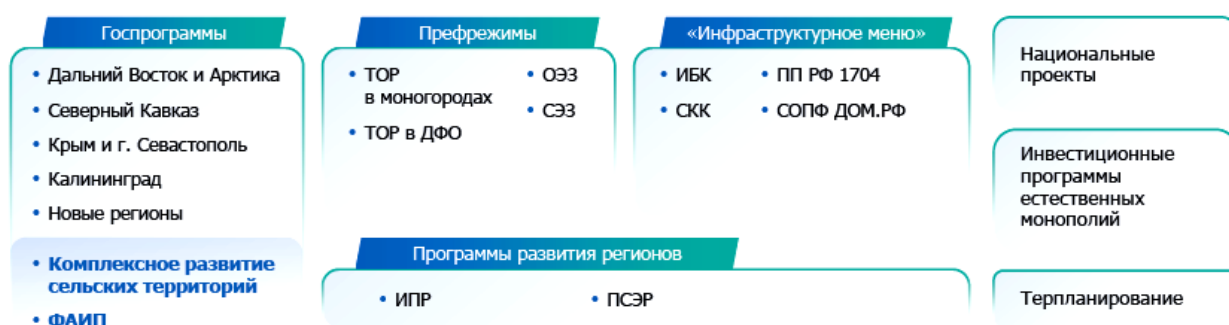 Госпрограммы
• Дальний Восток и Арктика
• Северный Кавказ
• Крым и г. Севастополь
• Калининград
• Новые регионы
• Комплексное развитие
сельских территорий
• ФАИП
Префрежимы
• ТОР
в моногородах
• ТОР в ДФО
• ОЭЗ
• СЭЗ
«Инфраструктурное меню»
• ИБК
• СКК
• ПП РФ 1704
• СОПФ ДОМ.РФ
Программы развития регионов
• ИПР
• ПСЭР
Национальные
проекты
Инвестиционные
программы
естественных
монополий
Терпланирование